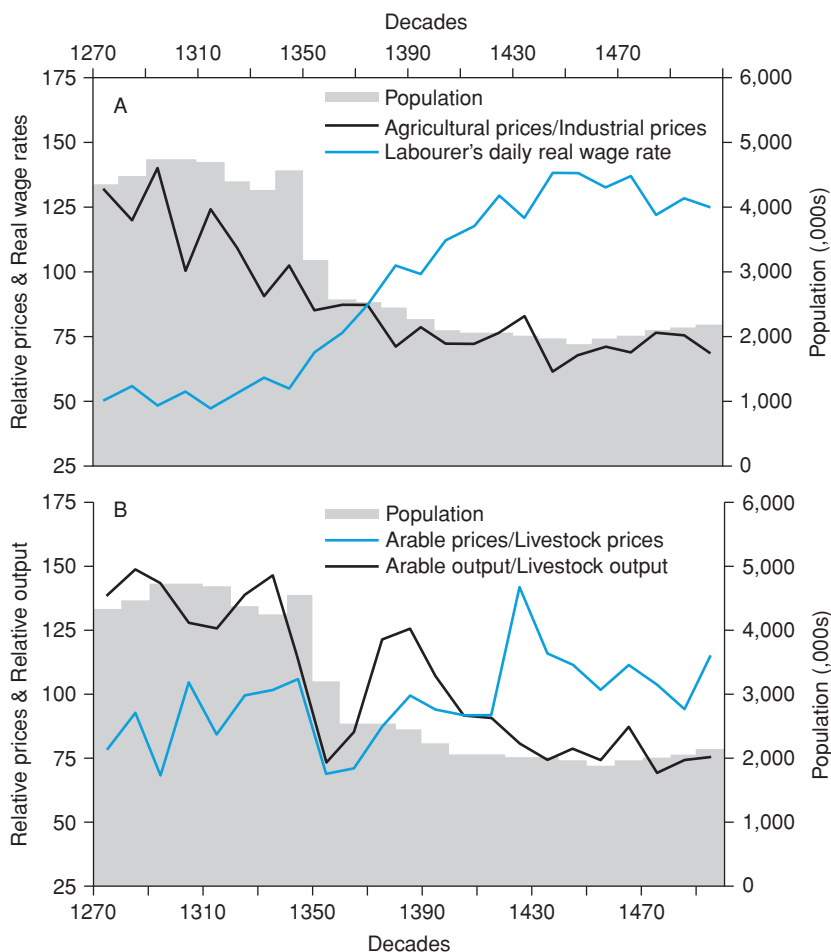 Decades
1270 1310 1350 1390 1430 1470
175 6,000
A
Population
Agricultural prices/Industrial prices
Labourer's daily real wage rate
150 5,000
125 4,000
100 3,000
75 2,000
50 1,000
25 0
Relative prices & Real wage rates
Population (,000s)
175 6,000
B
Population
Arable prices/Livestock prices
Arable output/Livestock output
150 5,000
125 4,000
100 3,000
75 2,000
50 1,000
25 0
Relative prices & Relative output
Population (,000s)
1270 1310 1350 1390 1430 1470
Decades